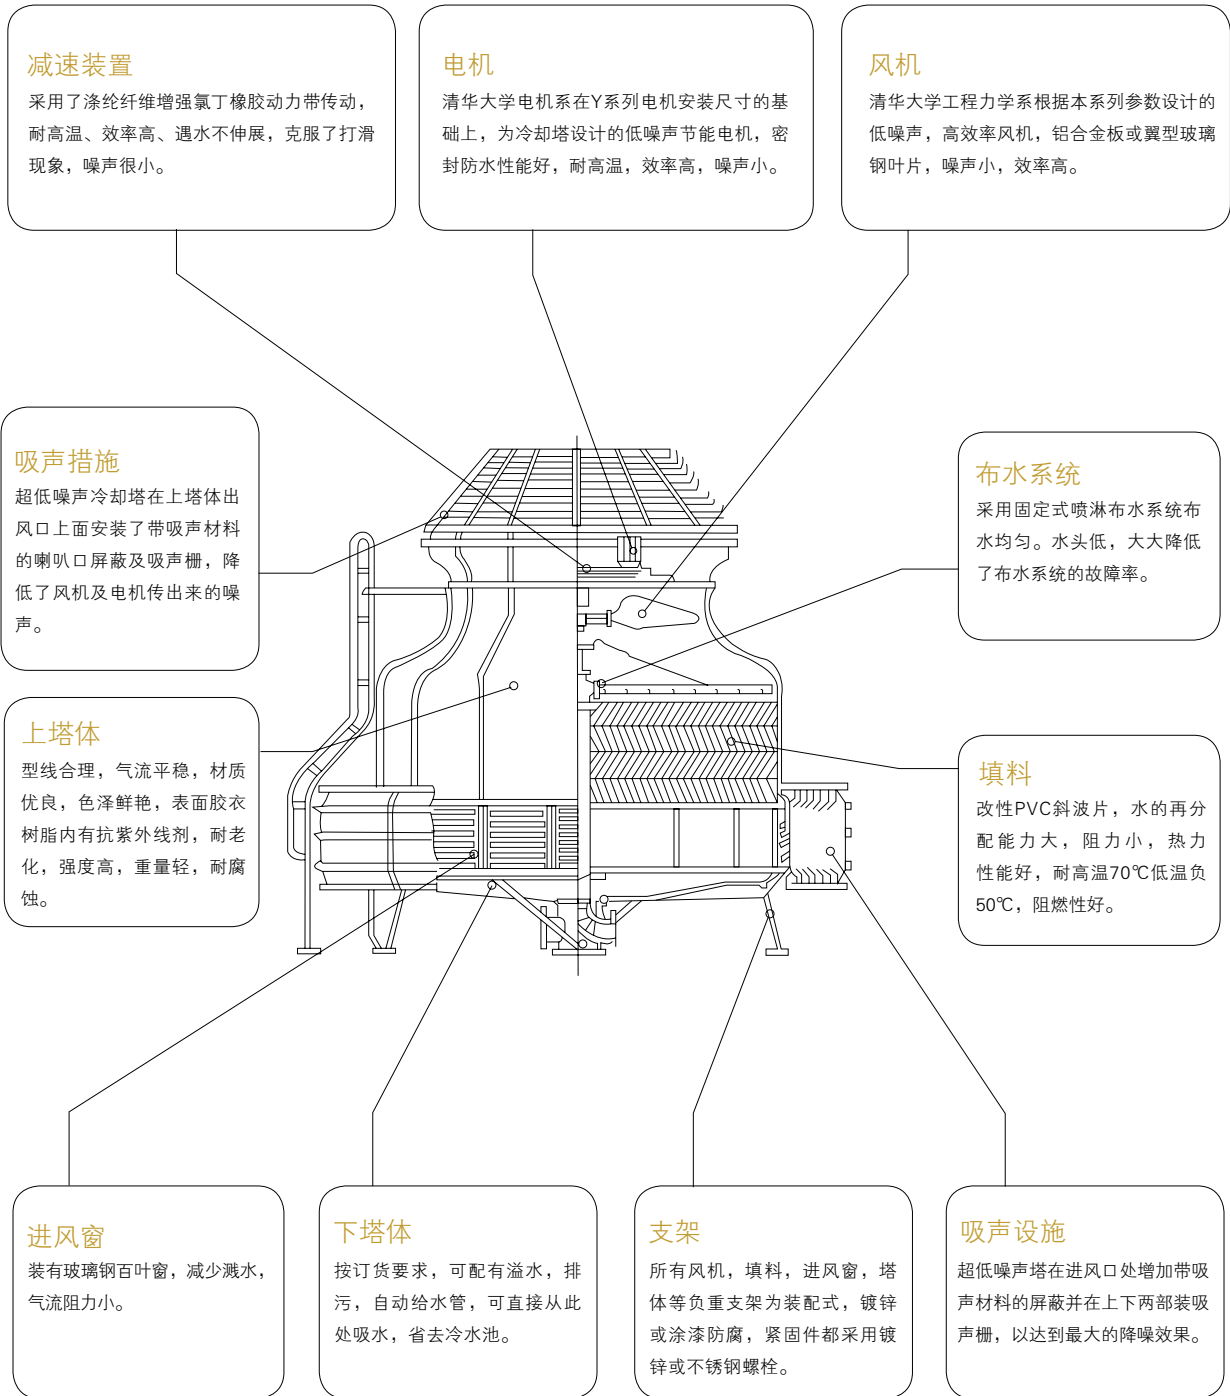 减速装置
采用了涤纶纤维增强氯丁橡胶动力带传动，
耐高温、效率高、遇水不伸展，克服了打滑
现象，噪声很小。
电机
清华大学电机系在Y系列电机安装尺寸的基
础上，为冷却塔设计的低噪声节能电机，密
封防水性能好，耐高温，效率高，噪声小。
风机
清华大学工程力学系根据本系列参数设计的
低噪声，高效率风机，铝合金板或翼型玻璃
钢叶片，噪声小，效率高。
吸声措施
超低噪声冷却塔在上塔体出
风口上面安装了带吸声材料
的喇叭口屏蔽及吸声栅，降
低了风机及电机传出来的噪
声。
布水系统
采用固定式喷淋布水系统布
水均匀。水头低，大大降低
了布水系统的故障率。
上塔体
型线合理，气流平稳，材质
优良，色泽鲜艳，表面胶衣
树脂内有抗紫外线剂，耐老
化，强度高，重量轻，耐腐
蚀。
填料
改性PVC斜波片，水的再分
配能力大，阻力小，热力
性能好，耐高温70℃低温负
50℃，阻燃性好。
进风窗
装有玻璃钢百叶窗，减少溅水，
气流阻力小。
下塔体
按订货要求，可配有溢水，排
污，自动给水管，可直接从此
处吸水，省去冷水池。
支架
所有风机，填料，进风窗，塔
体等负重支架为装配式，镀锌
或涂漆防腐，紧固件都采用镀
锌或不锈钢螺栓。
吸声设施
超低噪声塔在进风口处增加带吸
声材料的屏蔽并在上下两部装吸
声栅，以达到最大的降噪效果。